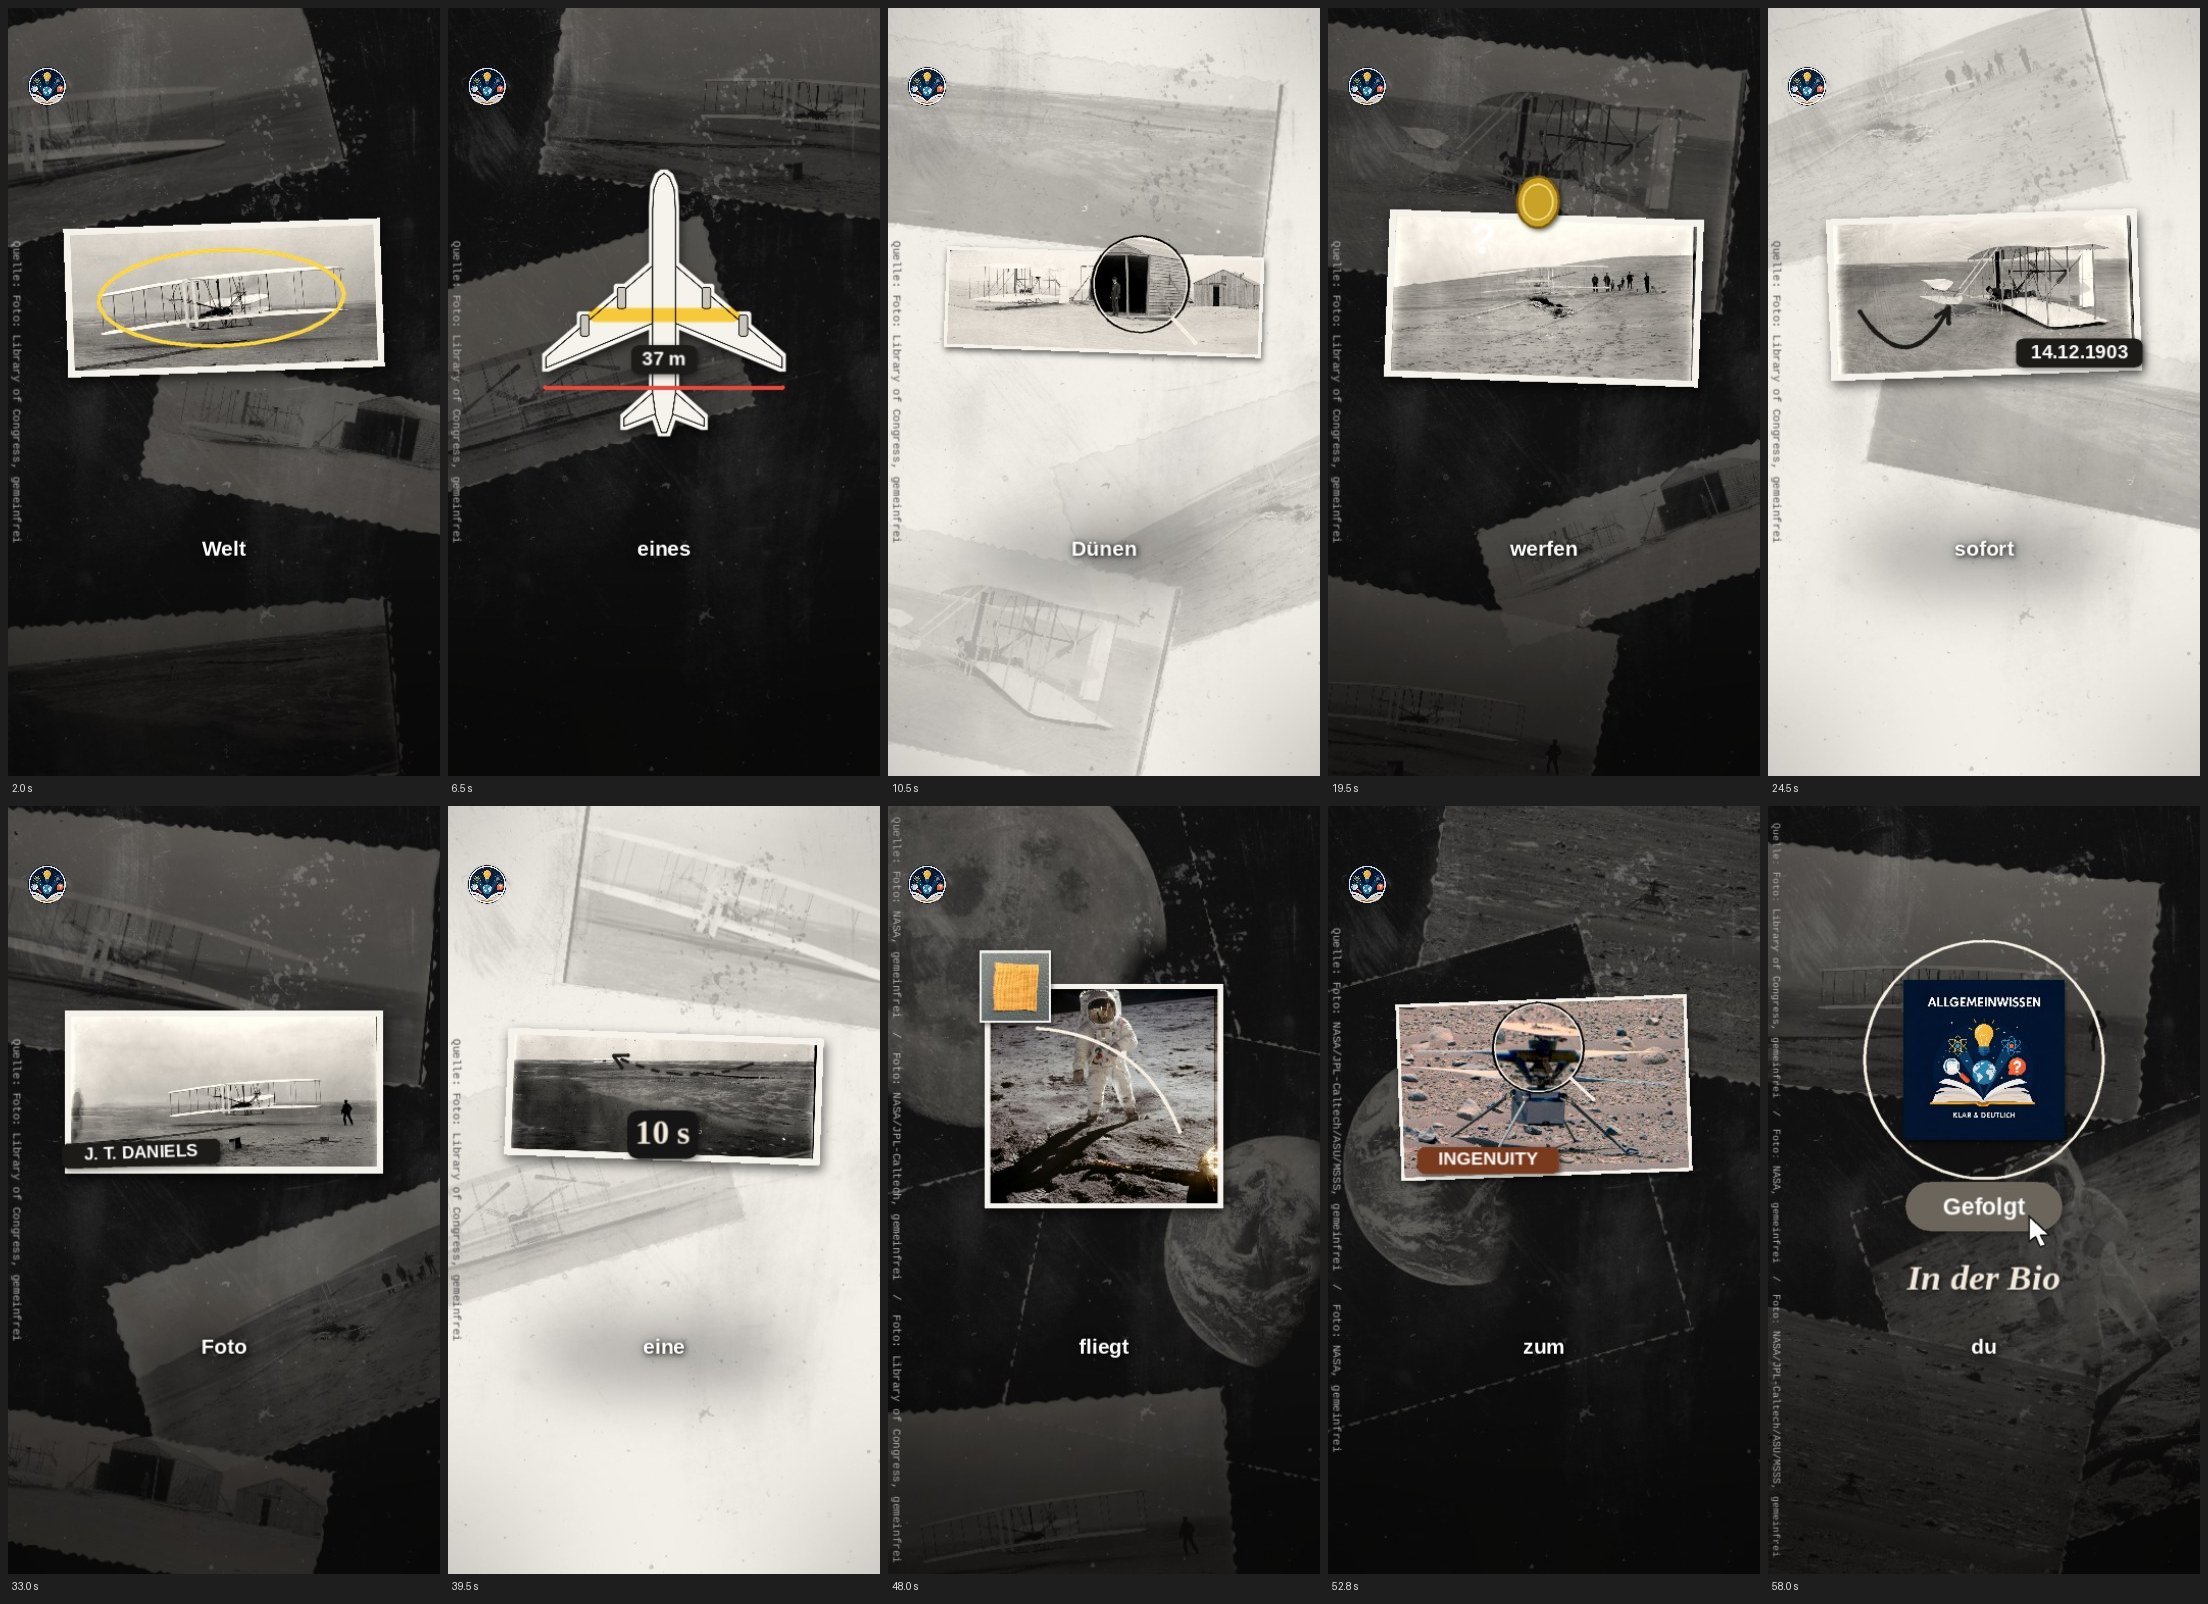 Quelle: Foto: Library of Congress, gemeinfrei
Welt
2.0 s
Quelle: Foto: Library of Congress, gemeinfrei
37 m
eines
6.5 s
Quelle: Foto: Library of Congress, gemeinfrei
Dünen
10.5 s
Quelle: Foto: Library of Congress, gemeinfrei
werfen
19.5 s
Quelle: Foto: Library of Congress, gemeinfrei
14.12.1903
sofort
24.5 s
Quelle: Foto: Library of Congress, gemeinfrei
J. T. DANIELS
Foto
33.0 s
Quelle: Foto: Library of Congress, gemeinfrei
10 s
eine
39.5 s
Quelle: Foto: NASA, gemeinfrei / Foto: NASA/JPL-Caltech, gemeinfrei / Foto: Library of Congress, gemeinfrei
fliegt
48.0 s
Quelle: Foto: NASA/JPL-Caltech/ASU/MSSS, gemeinfrei / Foto: NASA, gemeinfrei
INGENUITY
zum
52.8 s
Quelle: Foto: Library of Congress, gemeinfrei / Foto: NASA, gemeinfrei / Foto: NASA/JPL-Caltech/ASU/MSSS, gemeinfrei
ALLGEMEINWISSEN
KLAR & DEUTLICH
Gefolgt
In der Bio
du
58.0 s